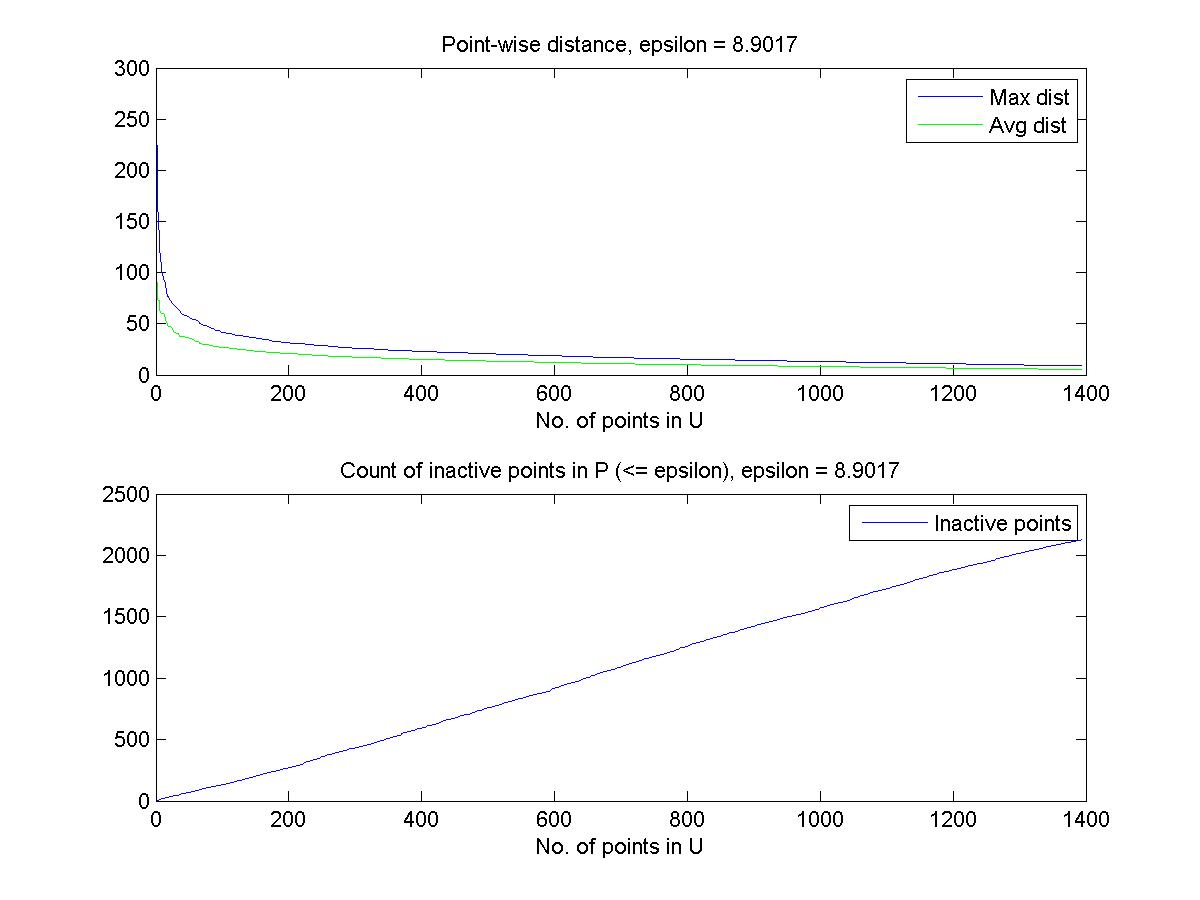 Point-wise distance, epsilon = 8.9017
300
250
200
150
100
50
0
Max dist
Avg dist
0 200 400 600 800 1000 1200 1400
No. of points in U
Count of inactive points in P (<= epsilon), epsilon = 8.9017
2500
2000
1500
1000
500
0
Inactive points
0 200 400 600 800 1000 1200 1400
No. of points in U